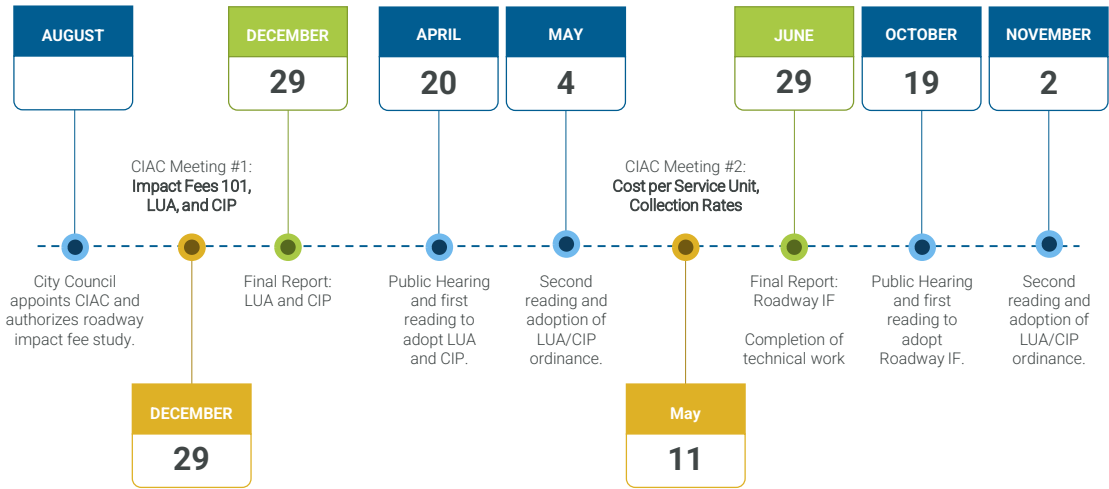 AUGUST
DECEMBER
29
APRIL
20
MAY
4
JUNE
29
OCTOBER
19
NOVEMBER
2
CIAC Meeting #1:
Impact Fees 101,
LUA, and CIP
CIAC Meeting #2:
Cost per Service Unit,
Collection Rates
City Council
appoints CIAC and
authorizes roadway
impact fee study.
Final Report:
LUA and CIP
Public Hearing
and first
reading to
adopt LUA
and CIP.
Second
reading and
adoption of
LUA/CIP
ordinance.
Final Report:
Roadway IF
Completion of
technical work
Public Hearing
and first
reading to
adopt
Roadway IF.
Second
reading and
adoption of
LUA/CIP
ordinance.
DECEMBER
29
May
11